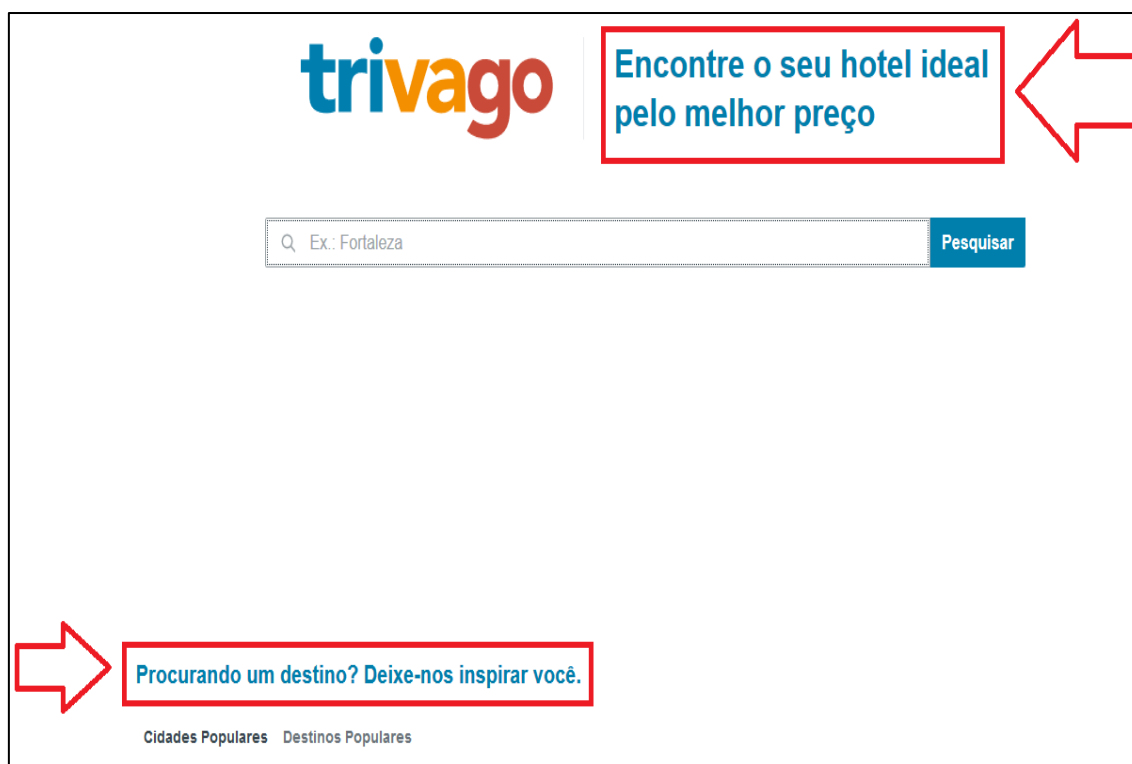 trivago
Encontre o seu hotel ideal
pelo melhor preço
Ex.: Fortaleza
Pesquisar
Procurando um destino? Deixe-nos inspirar você.
Cidades Populares Destinos Populares